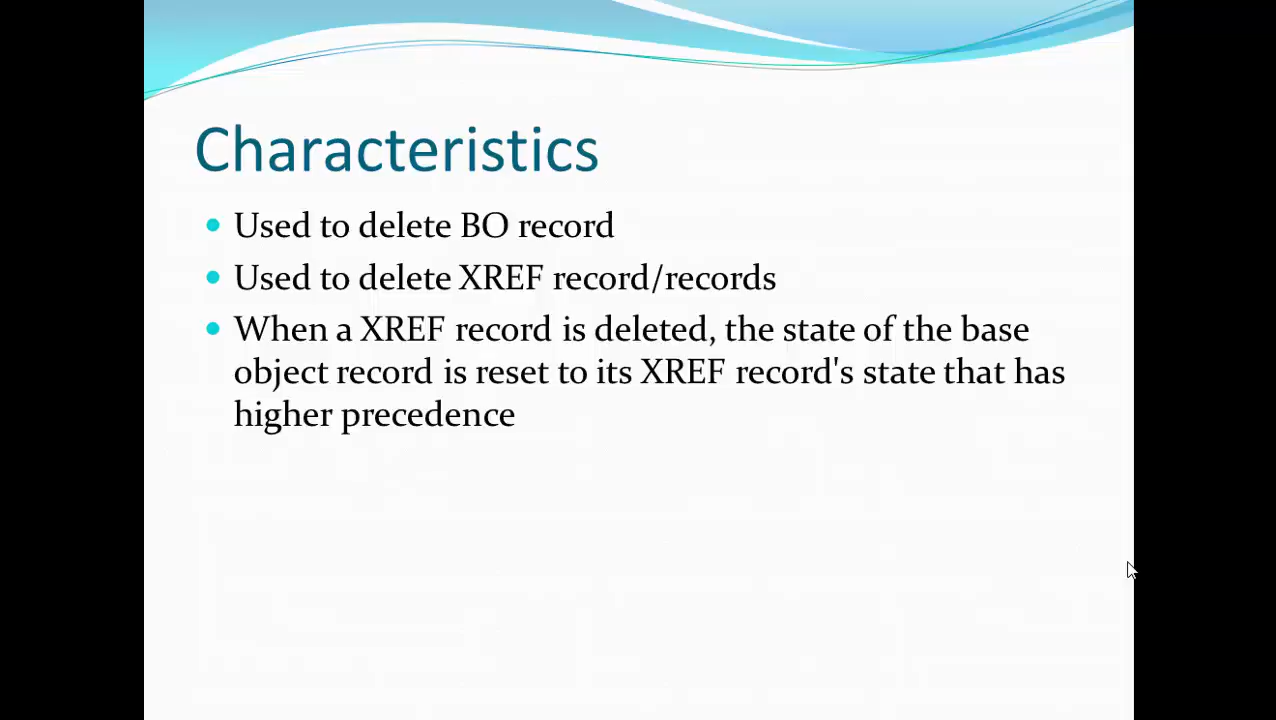 Characteristics
Used to delete BO record
Used to delete XREF record/records
When a XREF record is deleted, the state of the base
object record is reset to its XREF record's state that has
higher precedence